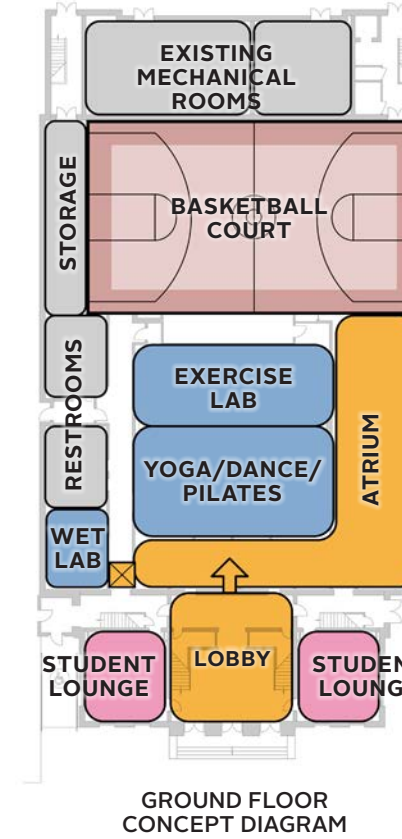 EXISTING
MECHANICAL
ROOMS
STORAGE
BASKETBALL
COURT
RESTROOMS
EXERCISE
LAB
YOGA/DANCE/
PILATES
ATRIUM
WET
LAB
LOBBY
STUDENT
LOUNGE
STUDEN
LOUNG
GROUND FLOOR
CONCEPT DIAGRAM